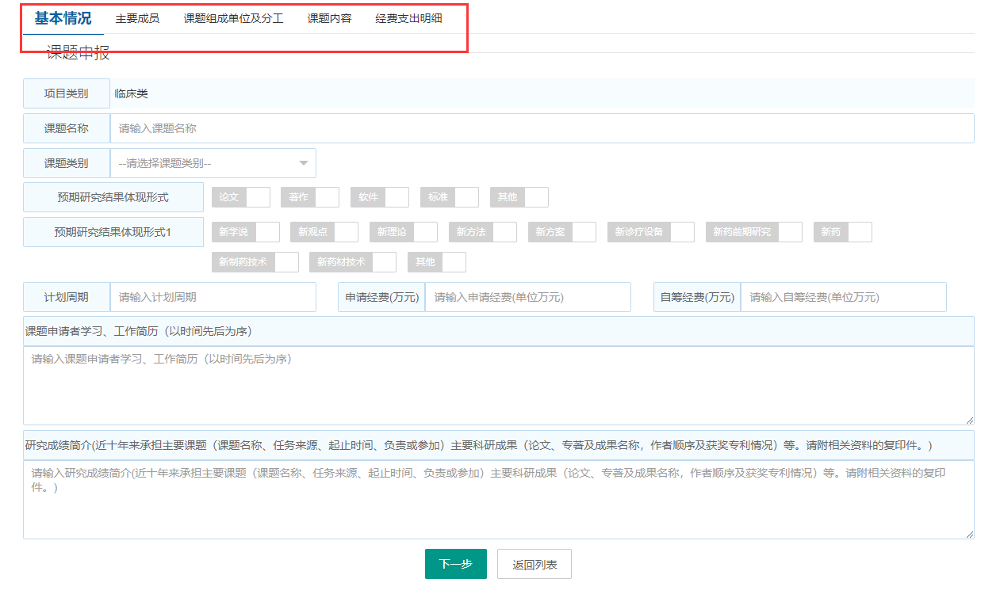 基本情况 主要成员 课题组成单位及分工 课题内容 经费支出明细
课题申报
项目类别 临床类
课题名称 请输入课题名称
课题类别 --请选择课题类别--
预期研究结果体现形式 论文 著作 软件 标准 其他
预期研究结果体现形式1 新学说 新观点 新理论 新方法 新方案 新诊疗设备 新药前期研究 新药
新制药技术 新药材技术 其他
计划周期 请输入计划周期 申请经费(万元) 请输入申请经费(单位万元) 自筹经费(万元) 请输入自筹经费(单位万元)
课题申请者学习、工作简历（以时间先后为序）
请输入课题申请者学习、工作简历（以时间先后为序）
研究成绩简介(近十年来承担主要课题（课题名称、任务来源、起止时间、负责或参加）主要科研成果（论文、专著及成果名称，作者顺序及获奖专利情况）等。请附相关资料的复印件。)
请输入研究成绩简介(近十年来承担主要课题（课题名称、任务来源、起止时间、负责或参加）主要科研成果（论文、专著及成果名称，作者顺序及获奖专利情况）等。请附相关资料的复印
件。)
下一步 返回列表